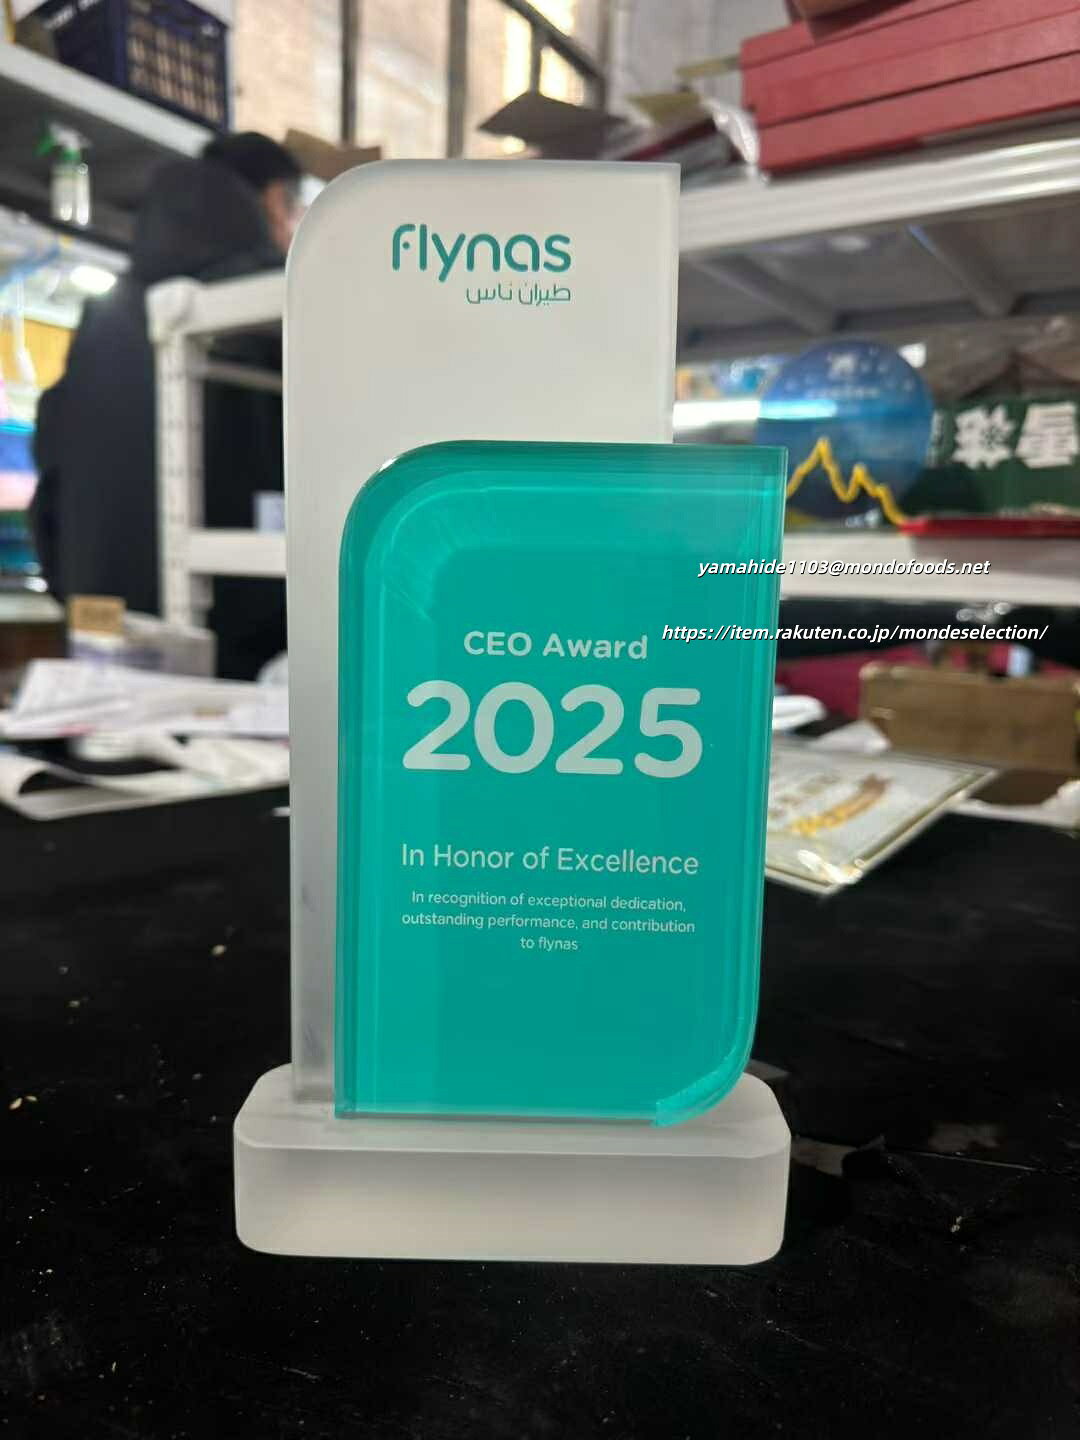 flynas
طيران ناس
yamahide1103@mondofoods.net
https://item.rakuten.co.jp/mondeselection/
CEO Award
2025
In Honor of Excellence
In recognition of exceptional dedication,
outstanding performance, and contribution
to flynas